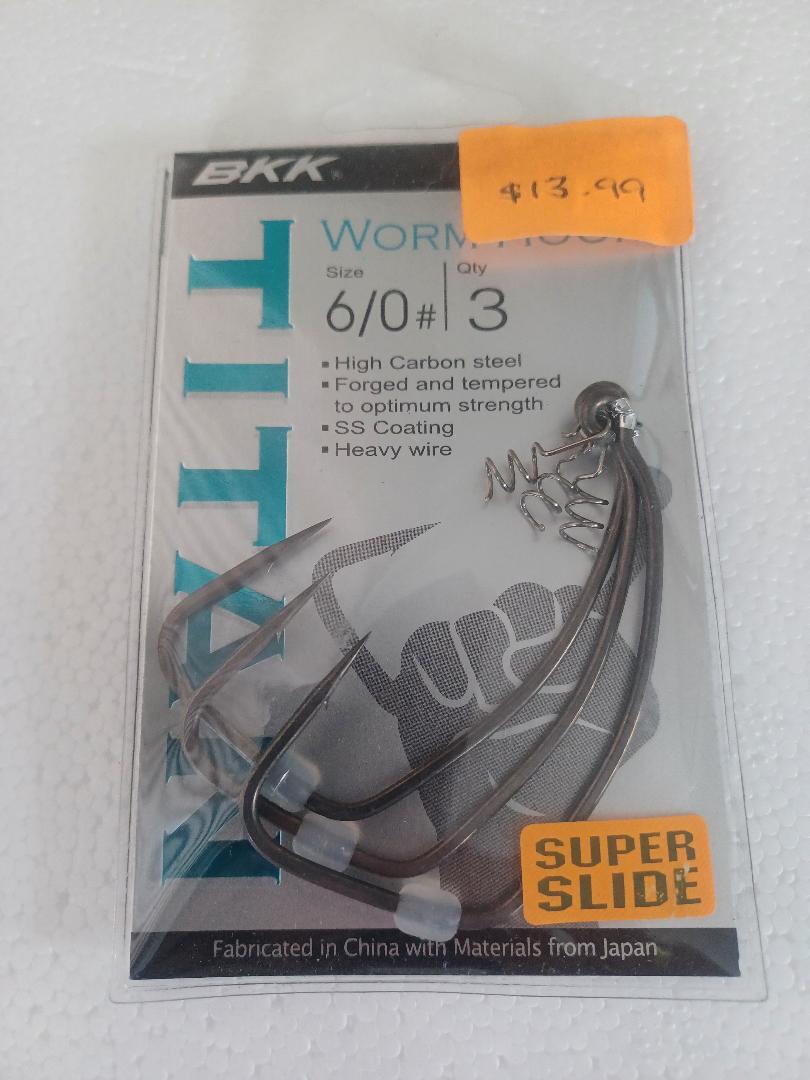 BKK
$13.99
TITAN
WORM
Size
6/0#
Qty
3
▪ High Carbon steel
▪ Forged and tempered
to optimum strength
▪ SS Coating
▪ Heavy wire
SUPER
SLIDE
Fabricated in China with Materials from Japan